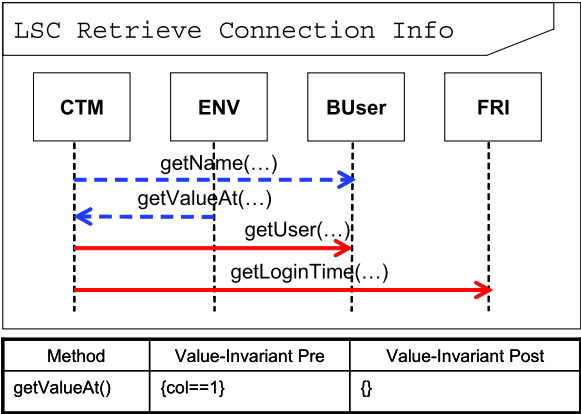 LSC Retrieve Connection Info
CTM ENV BUser FRI
getName(…)
getValueAt(…)
getUser(…)
getLoginTime(…)
Method Value-Invariant Pre Value-Invariant Post
getValueAt() {col==1} {}